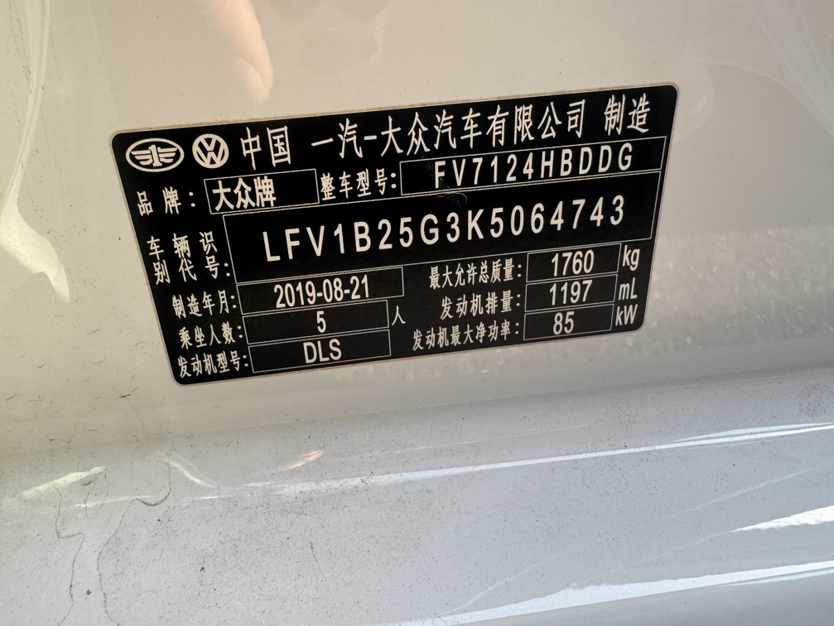 中国 一汽-大众汽车有限公司 制造
品牌: 大众牌 整车型号: FV7124HBDDG
车辆识别代号: LFV1B25G3K5064743
制造年月: 2019-08-21 最大允许总质量: 1760 kg
乘坐人数: 5 人 发动机排量: 1197 mL
发动机型号: DLS 发动机最大净功率: 85 kW